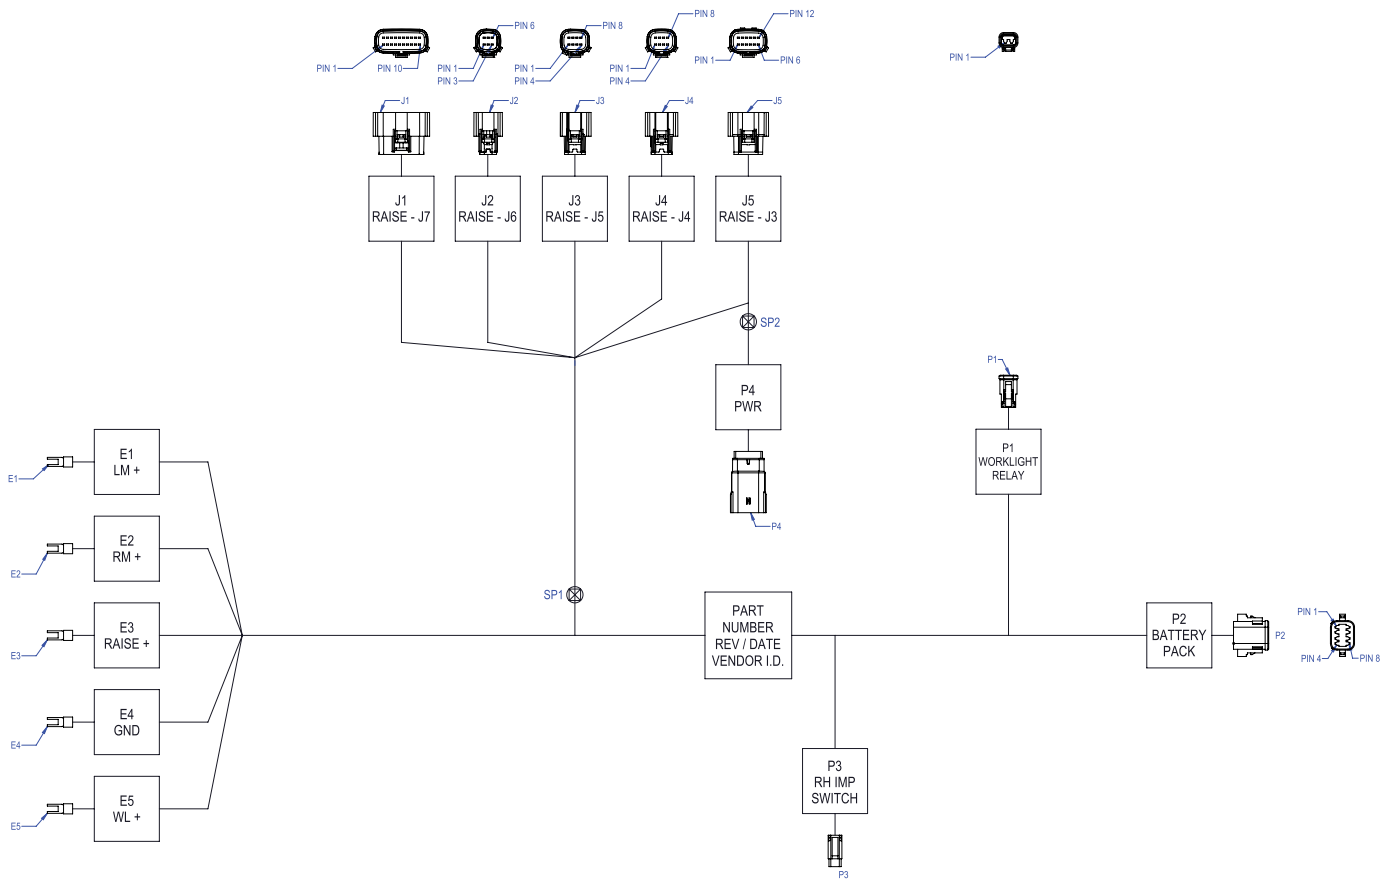 PIN 6
PIN 8
PIN 8
PIN 12
PIN 1
PIN 10
PIN 1
PIN 3
PIN 1
PIN 4
PIN 1
PIN 4
PIN 1
PIN 6
PIN 1
J1
J2
J3
J4
J5
J1
RAISE - J7
J2
RAISE - J6
J3
RAISE - J5
J4
RAISE - J4
J5
RAISE - J3
SP2
P1
P4
PWR
P1
WORKLIGHT
RELAY
P4
E1
E1
LM +
E2
E2
RM +
E3
E3
RAISE +
E4
E4
GND
E5
E5
WL +
SP1
PART
NUMBER
REV / DATE
VENDOR I.D.
P2
BATTERY
PACK
P2
PIN 1
PIN 4
PIN 8
P3
RH IMP
SWITCH
P3